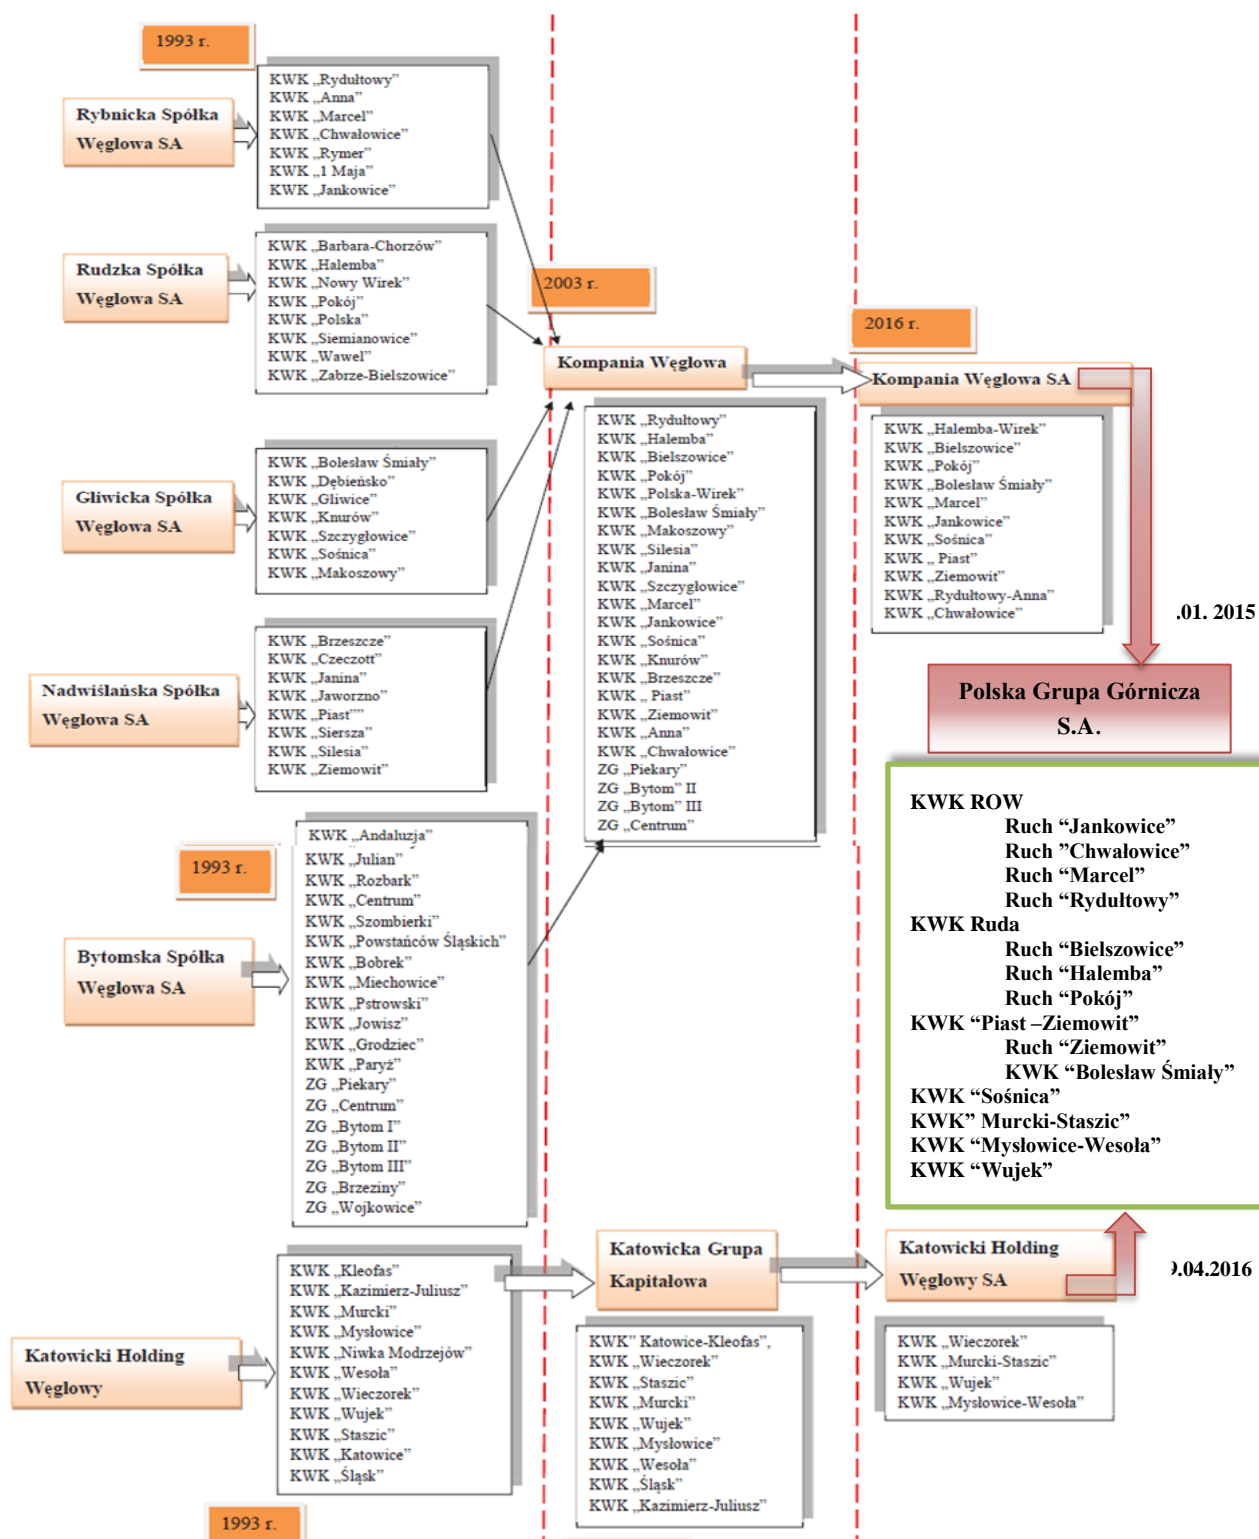 1993 r.
Rybnicka Spółka
Węglowa SA
KWK „Rydułtowy”
KWK „Anna”
KWK „Marcel”
KWK „Chwałowice”
KWK „Rymer”
KWK „1 Maja”
KWK „Jankowice”
Rudzka Spółka
Węglowa SA
KWK „Barbara-Chorzów”
KWK „Halemba”
KWK „Nowy Wirek”
KWK „Pokój”
KWK „Polska”
KWK „Siemianowice”
KWK „Wawel”
KWK „Zabrze-Bielszowice”
Gliwicka Spółka
Węglowa SA
KWK „Bolesław Śmiały”
KWK „Dębieńsko”
KWK „Gliwice”
KWK „Knurów”
KWK „Szczygłowice”
KWK „Sośnica”
KWK „Makoszowy”
Nadwiślańska Spółka
Węglowa SA
KWK „Brzeszcze”
KWK „Czeczott”
KWK „Janina”
KWK „Jaworzno”
KWK „Piast””
KWK „Siersza”
KWK „Silesia”
KWK „Ziemowit”
1993 r.
Bytomska Spółka
Węglowa SA
KWK „Andaluzja”
KWK „Julian”
KWK „Rozbark”
KWK „Centrum”
KWK „Szombierki”
KWK „Powstańców Śląskich”
KWK „Bobrek”
KWK „Miechowice”
KWK „Pstrowski”
KWK „Jowisz”
KWK „Grodziec”
KWK „Paryż”
ZG „Piekary”
ZG „Centrum”
ZG „Bytom I”
ZG „Bytom II”
ZG „Bytom III”
ZG „Brzeziny”
ZG „Wojkowice”
Katowicki Holding
Węglowy
KWK „Kleofas”
KWK „Kazimierz-Juliusz”
KWK „Murcki”
KWK „Mysłowice”
KWK „Niwka Modrzejów”
KWK „Wesoła”
KWK „Wieczorek”
KWK „Wujek”
KWK „Staszic”
KWK „Katowice”
KWK „Śląsk”
1993 r.
2003 r.
Kompania Węglowa
KWK „Rydułtowy”
KWK „Halemba”
KWK „Bielszowice”
KWK „Pokój”
KWK „Polska-Wirek”
KWK „Bolesław Śmiały”
KWK „Makoszowy”
KWK „Silesia”
KWK „Janina”
KWK „Szczygłowice”
KWK „Marcel”
KWK „Jankowice”
KWK „Sośnica”
KWK „Knurów”
KWK „Brzeszcze”
KWK „ Piast”
KWK „Ziemowit”
KWK „Anna”
KWK „Chwałowice”
ZG „Piekary”
ZG „Bytom” II
ZG „Bytom” III
ZG „Centrum”
Katowicka Grupa
Kapitałowa
KWK” Katowice-Kleofas”,
KWK „Wieczorek”
KWK „Staszic”
KWK „Murcki”
KWK „Wujek”
KWK „Mysłowice”
KWK „Wesoła”
KWK „Śląsk”
KWK „Kazimierz-Juliusz”
2016 r.
Kompania Węglowa SA
KWK „Halemba-Wirek”
KWK „Bielszowice”
KWK „Pokój”
KWK „Bolesław Śmiały”
KWK „Marcel”
KWK „Jankowice”
KWK „Sośnica”
KWK „ Piast”
KWK „Ziemowit”
KWK „Rydułtowy-Anna”
KWK „Chwałowice”
.01. 2015
Polska Grupa Górnicza
S.A.
KWK ROW
Ruch “Jankowice”
Ruch ”Chwałowice”
Ruch “Marcel”
Ruch “Rydułtowy”
KWK Ruda
Ruch “Bielszowice”
Ruch “Halemba”
Ruch “Pokój”
KWK “Piast –Ziemowit”
Ruch “Ziemowit”
KWK “Bolesław Śmiały”
KWK “Sośnica”
KWK” Murcki-Staszic”
KWK “Mysłowice-Wesoła”
KWK “Wujek”
Katowicki Holding
Węglowy SA
9.04.2016
KWK „Wieczorek”
KWK „Murcki-Staszic”
KWK „Wujek”
KWK „Mysłowice-Wesoła”